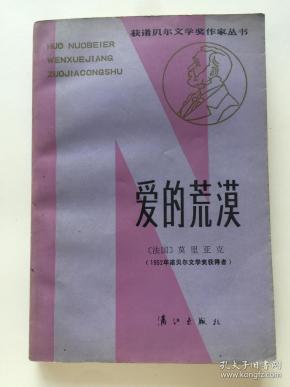 获诺贝尔文学奖作家丛书
HUO NUOBEIER
WENXUEJIANG
ZUOJIACONGSHU
爱的荒漠
〔法国〕莫里亚克
(1952年诺贝尔文学奖获得者)
漓江出版社
孔夫子旧书网